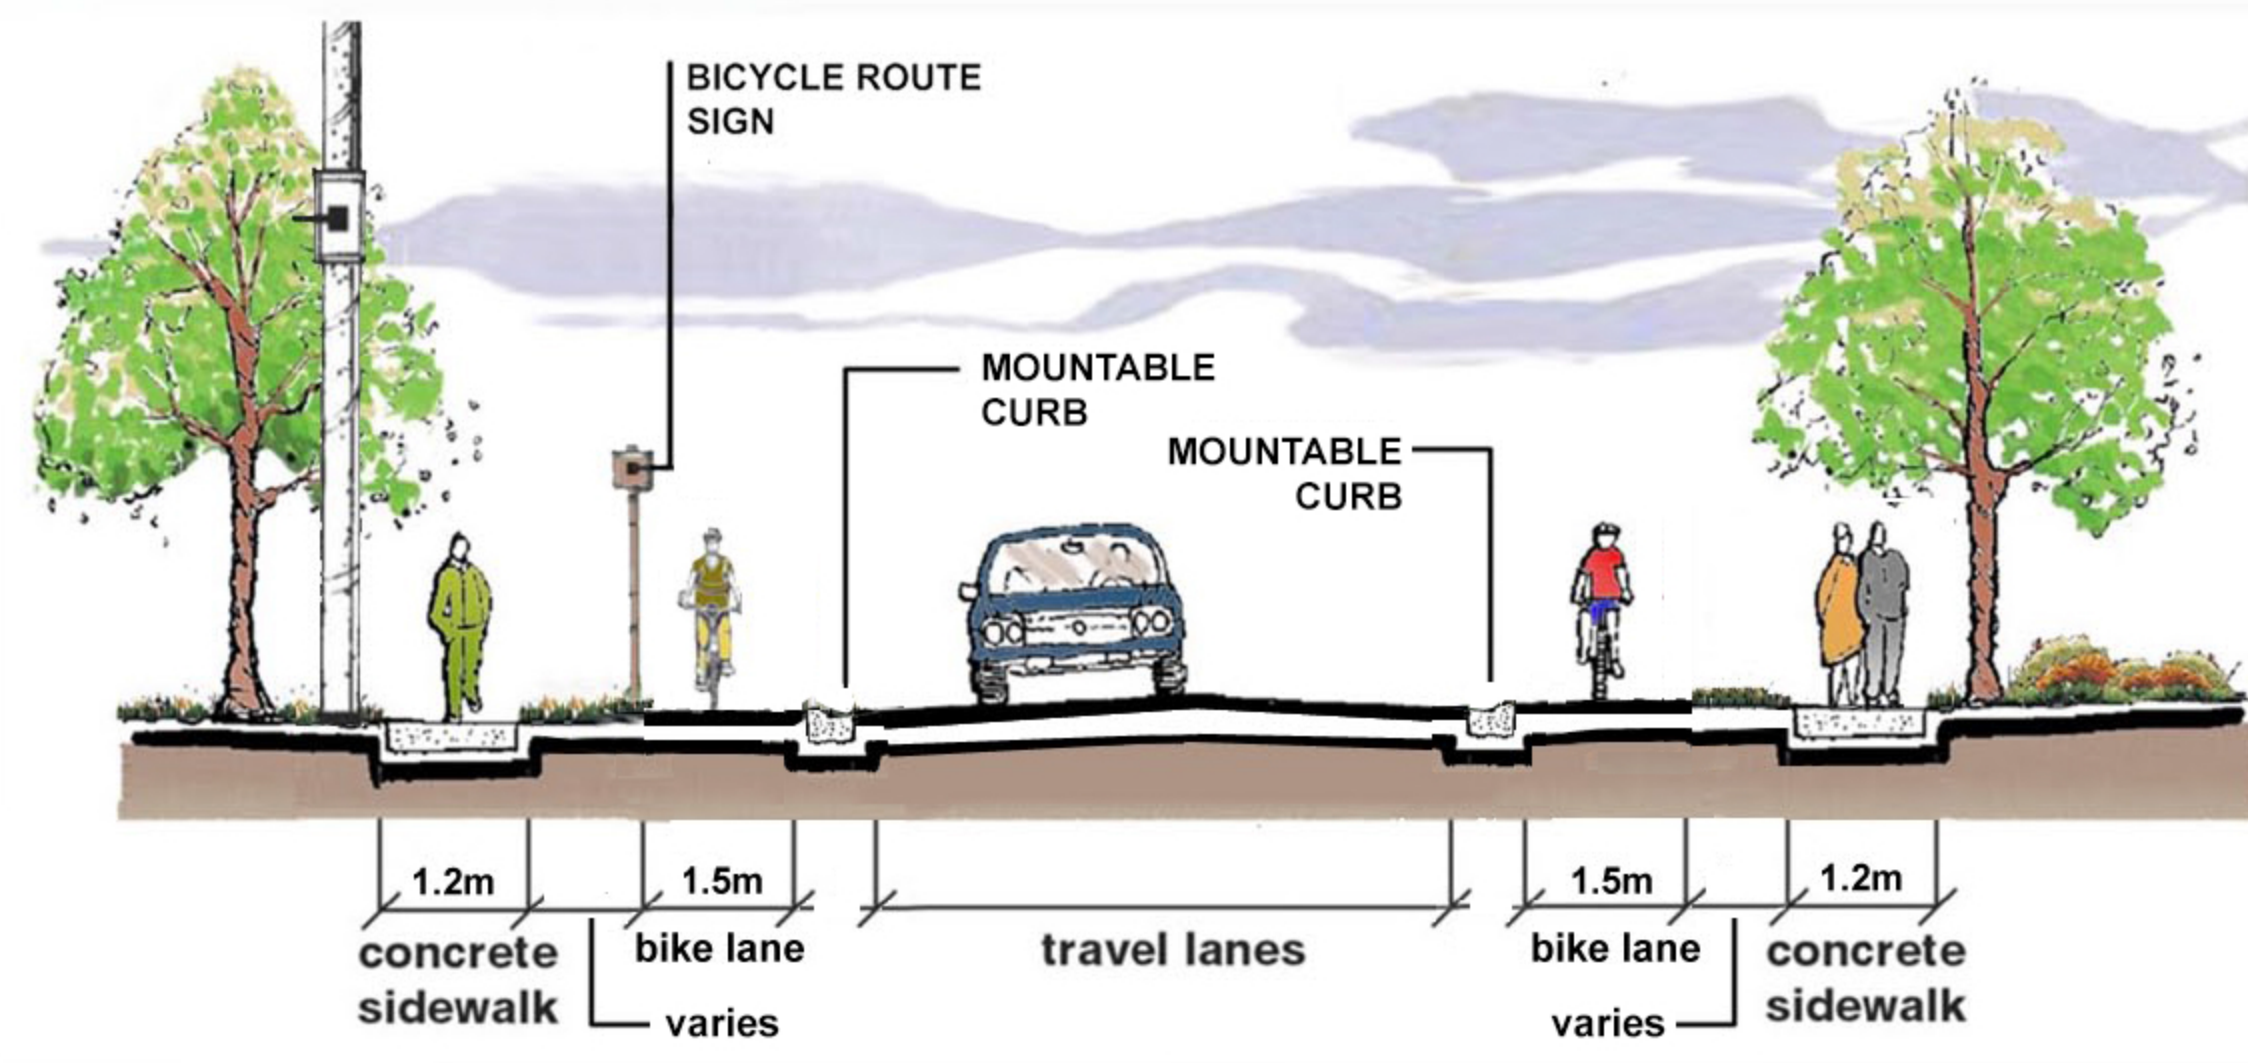 BICYCLE ROUTE
SIGN
MOUNTABLE
CURB
MOUNTABLE
CURB
1.2m
1.5m
1.5m
1.2m
concrete
sidewalk
bike lane
travel lanes
bike lane
concrete
sidewalk
varies
varies